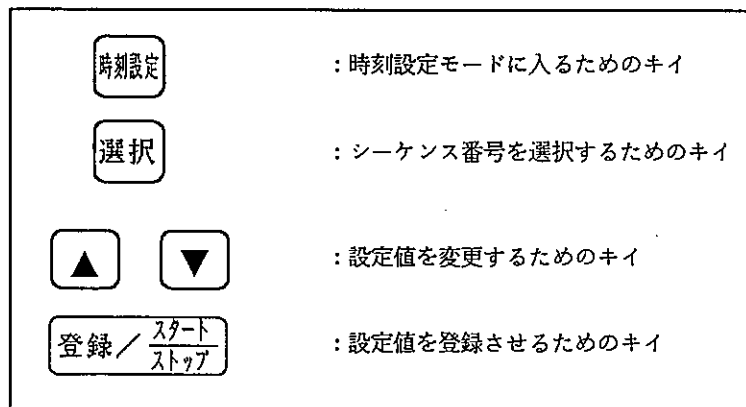 時刻設定 :時刻設定モードに入るためのキイ
選択 :シーケンス番号を選択するためのキイ
▲ ▼ :設定値を変更するためのキイ
登録/スタート/ストップ :設定値を登録させるためのキイ